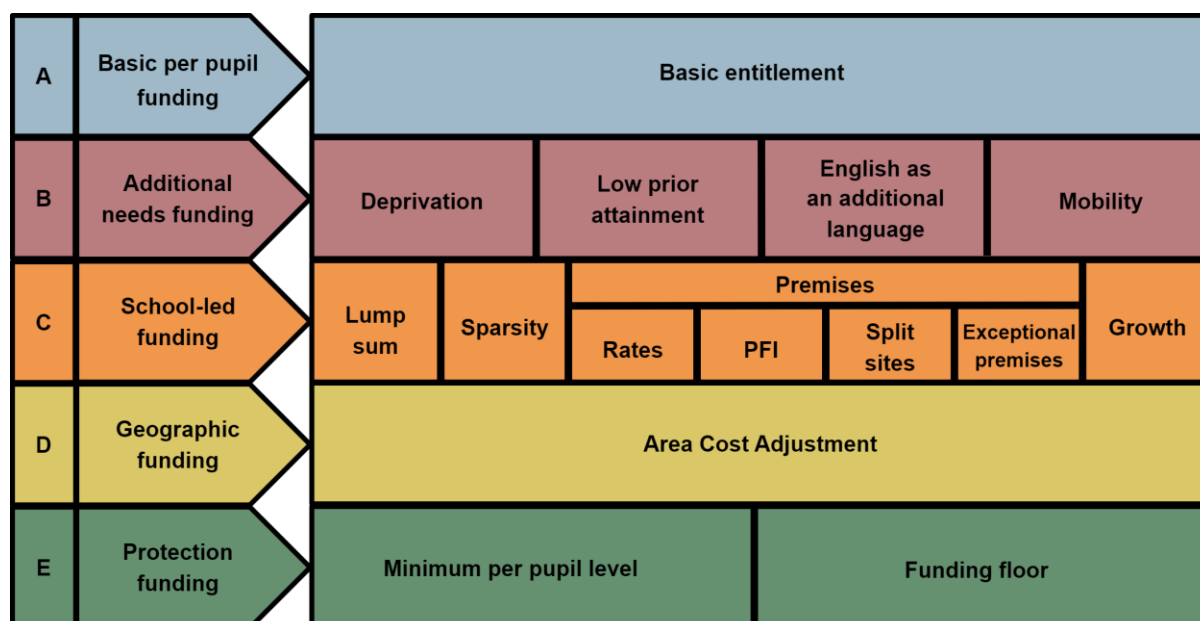 A
Basic per pupil
funding
Basic entitlement
B
Additional
needs funding
Deprivation
Low prior
attainment
English as
an additional
language
Mobility
C
School-led
funding
Lump
sum
Sparsity
Premises
Rates
PFI
Split
sites
Exceptional
premises
Growth
D
Geographic
funding
Area Cost Adjustment
E
Protection
funding
Minimum per pupil level
Funding floor